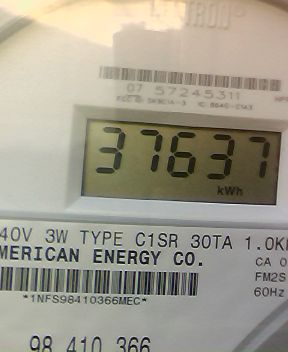 07 57245311
37637
kWh
40V 3W TYPE C1SR 30TA 1.0K
MERICAN ENERGY CO.
CA 0
FM2S
60Hz
*1NFS98410366MEC*
98 410 366